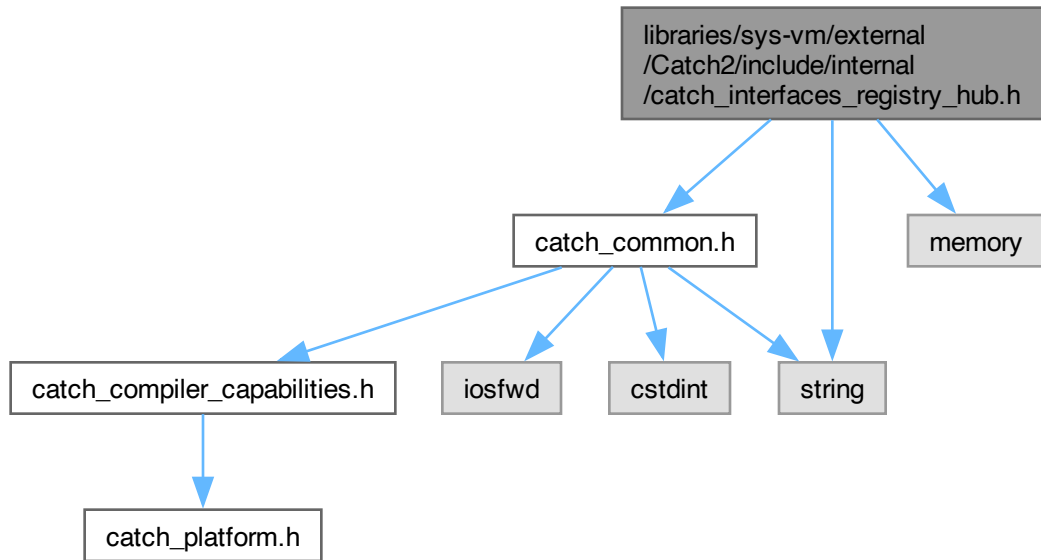 libraries/sys-vm/external
/Catch2/include/internal
/catch_interfaces_registry_hub.h
catch_common.h
memory
catch_compiler_capabilities.h
iosfwd
cstdint
string
catch_platform.h